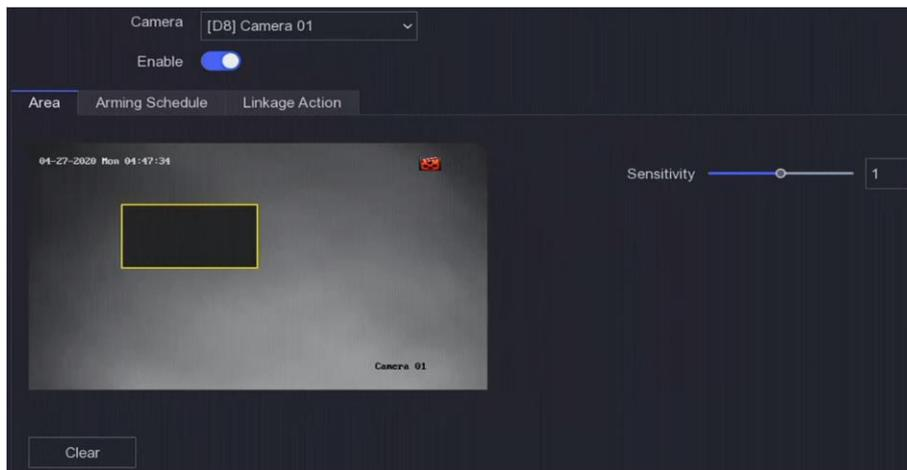 Camera [D8] Camera 01
Enable
Area Arming Schedule Linkage Action
04-27-2020 Mon 04:47:34
Sensitivity 1
Camera 01
Clear